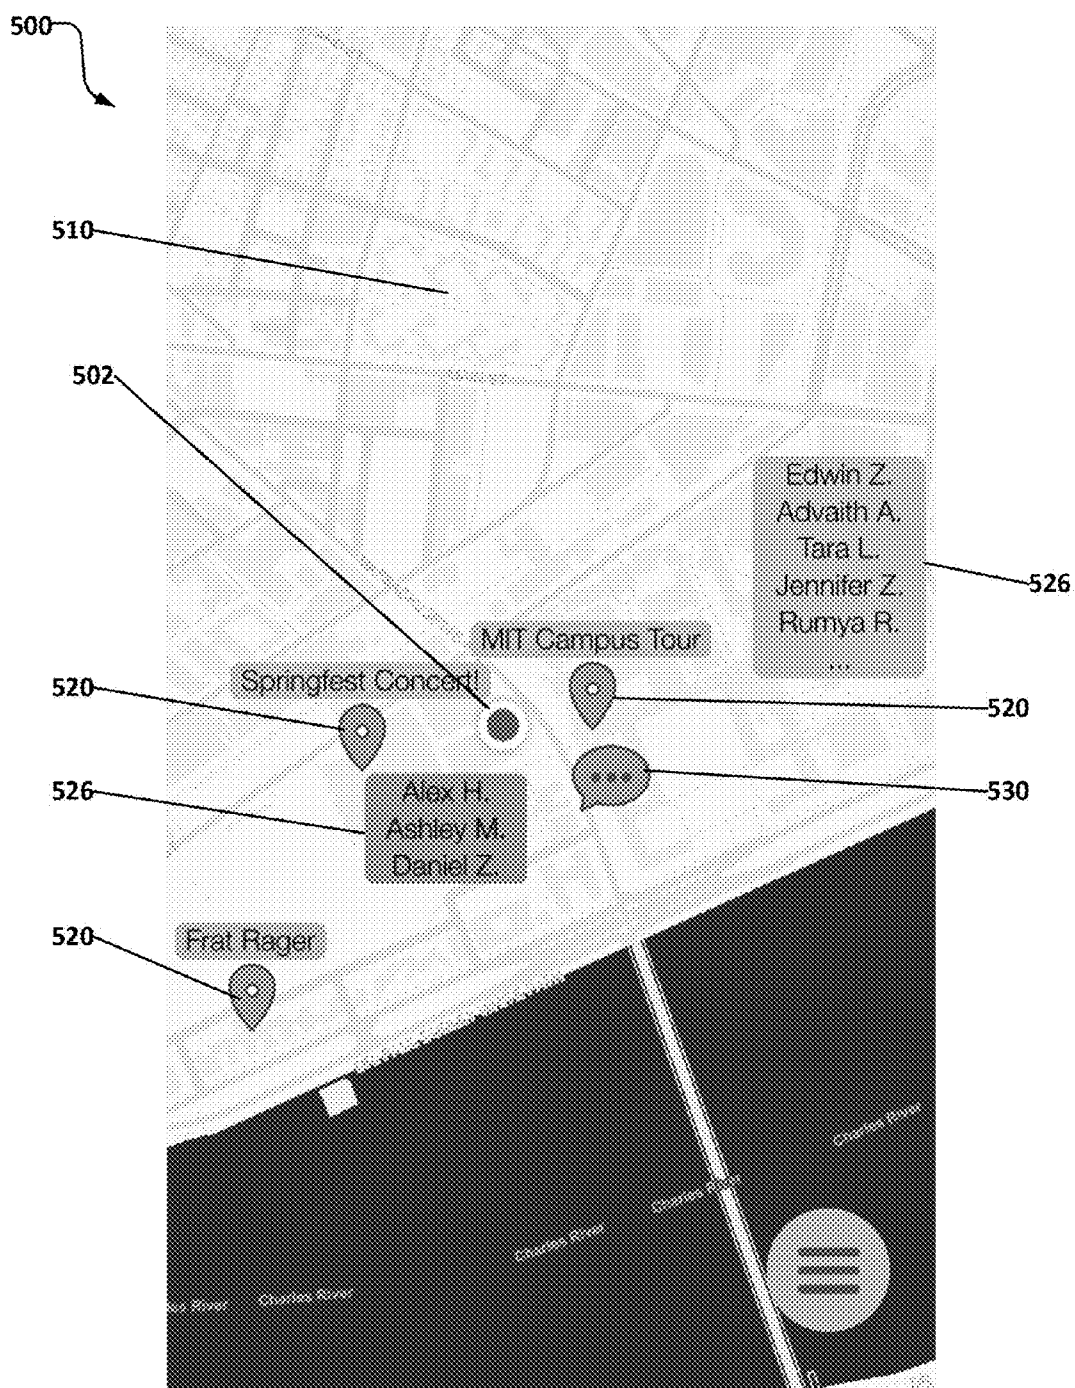 500
510
502
Edwin Z.
Advaith A.
Tara L.
Jennifer Z.
Rumya R.
...
526
MIT Campus Tour
Springfest Concert!
520
520
530
526
Alex H.
Ashley M.
Daniel Z.
520
Frat Rager
Charles River
Charles River
Charles River
River
Charles River